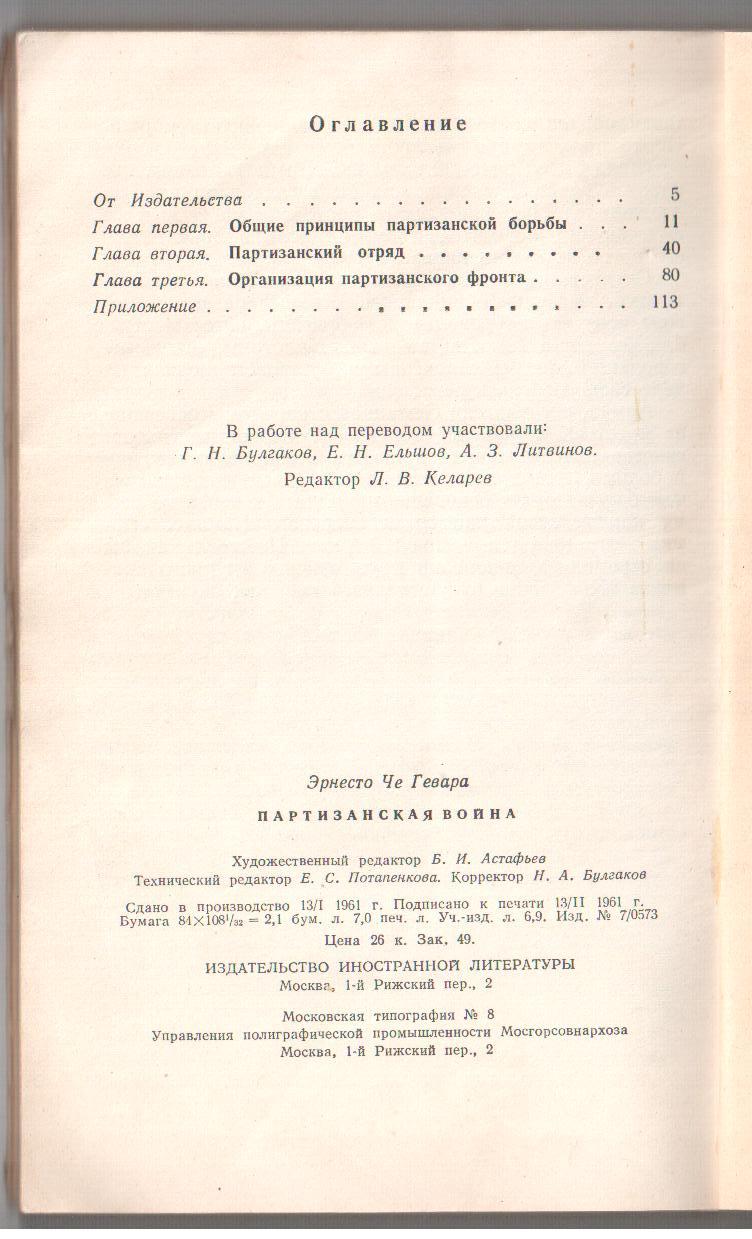 Оглавление
От Издательства . . . . . . . . . . . . . . . . . 5
Глава первая. Общие принципы партизанской борьбы . . . 11
Глава вторая. Партизанский отряд . . . . . . . . . 40
Глава третья. Организация партизанского фронта . . . . . 80
Приложение . . . . . . . . . . . . . . . . . . . . 113
В работе над переводом участвовали:
Г. Н. Булгаков, Е. Н. Ельшов, А. З. Литвинов.
Редактор Л. В. Келарев
Эрнесто Че Гевара
ПАРТИЗАНСКАЯ ВОЙНА
Художественный редактор Б. И. Астафьев
Технический редактор Е. С. Потапенкова. Корректор Н. А. Булгаков
Сдано в производство 13/I 1961 г. Подписано к печати 13/II 1961 г.
Бумага 84×108¹/₃₂ = 2,1 бум. л. 7,0 печ. л. Уч.-изд. л. 6,9. Изд. № 7/0573
Цена 26 к. Зак, 49.
ИЗДАТЕЛЬСТВО ИНОСТРАННОЙ ЛИТЕРАТУРЫ
Москва, 1-й Рижский пер., 2
Московская типография № 8
Управления полиграфической промышленности Мосгорсовнархоза
Москва, 1-й Рижский пер., 2